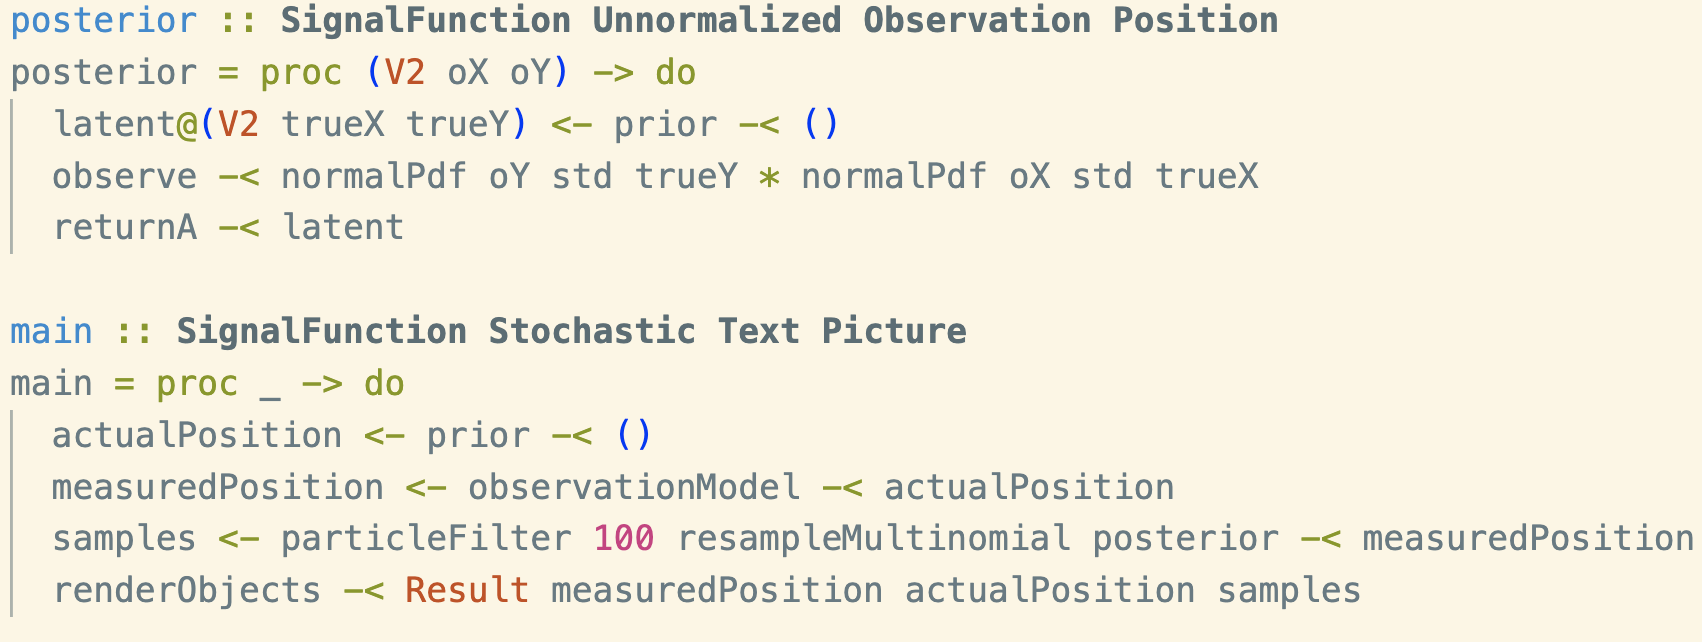 posterior :: SignalFunction Unnormalized Observation Position
posterior = proc (V2 oX oY) -> do
  latent@(V2 trueX trueY) <- prior -< ()
  observe -< normalPdf oY std trueY * normalPdf oX std trueX
  returnA -< latent

main :: SignalFunction Stochastic Text Picture
main = proc _ -> do
  actualPosition <- prior -< ()
  measuredPosition <- observationModel -< actualPosition
  samples <- particleFilter 100 resampleMultinomial posterior -< measuredPosition
  renderObjects -< Result measuredPosition actualPosition samples